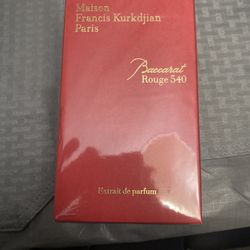 Maison
Francis Kurkdjian
Paris
Baccarat
Rouge 540
Extrait de parfum